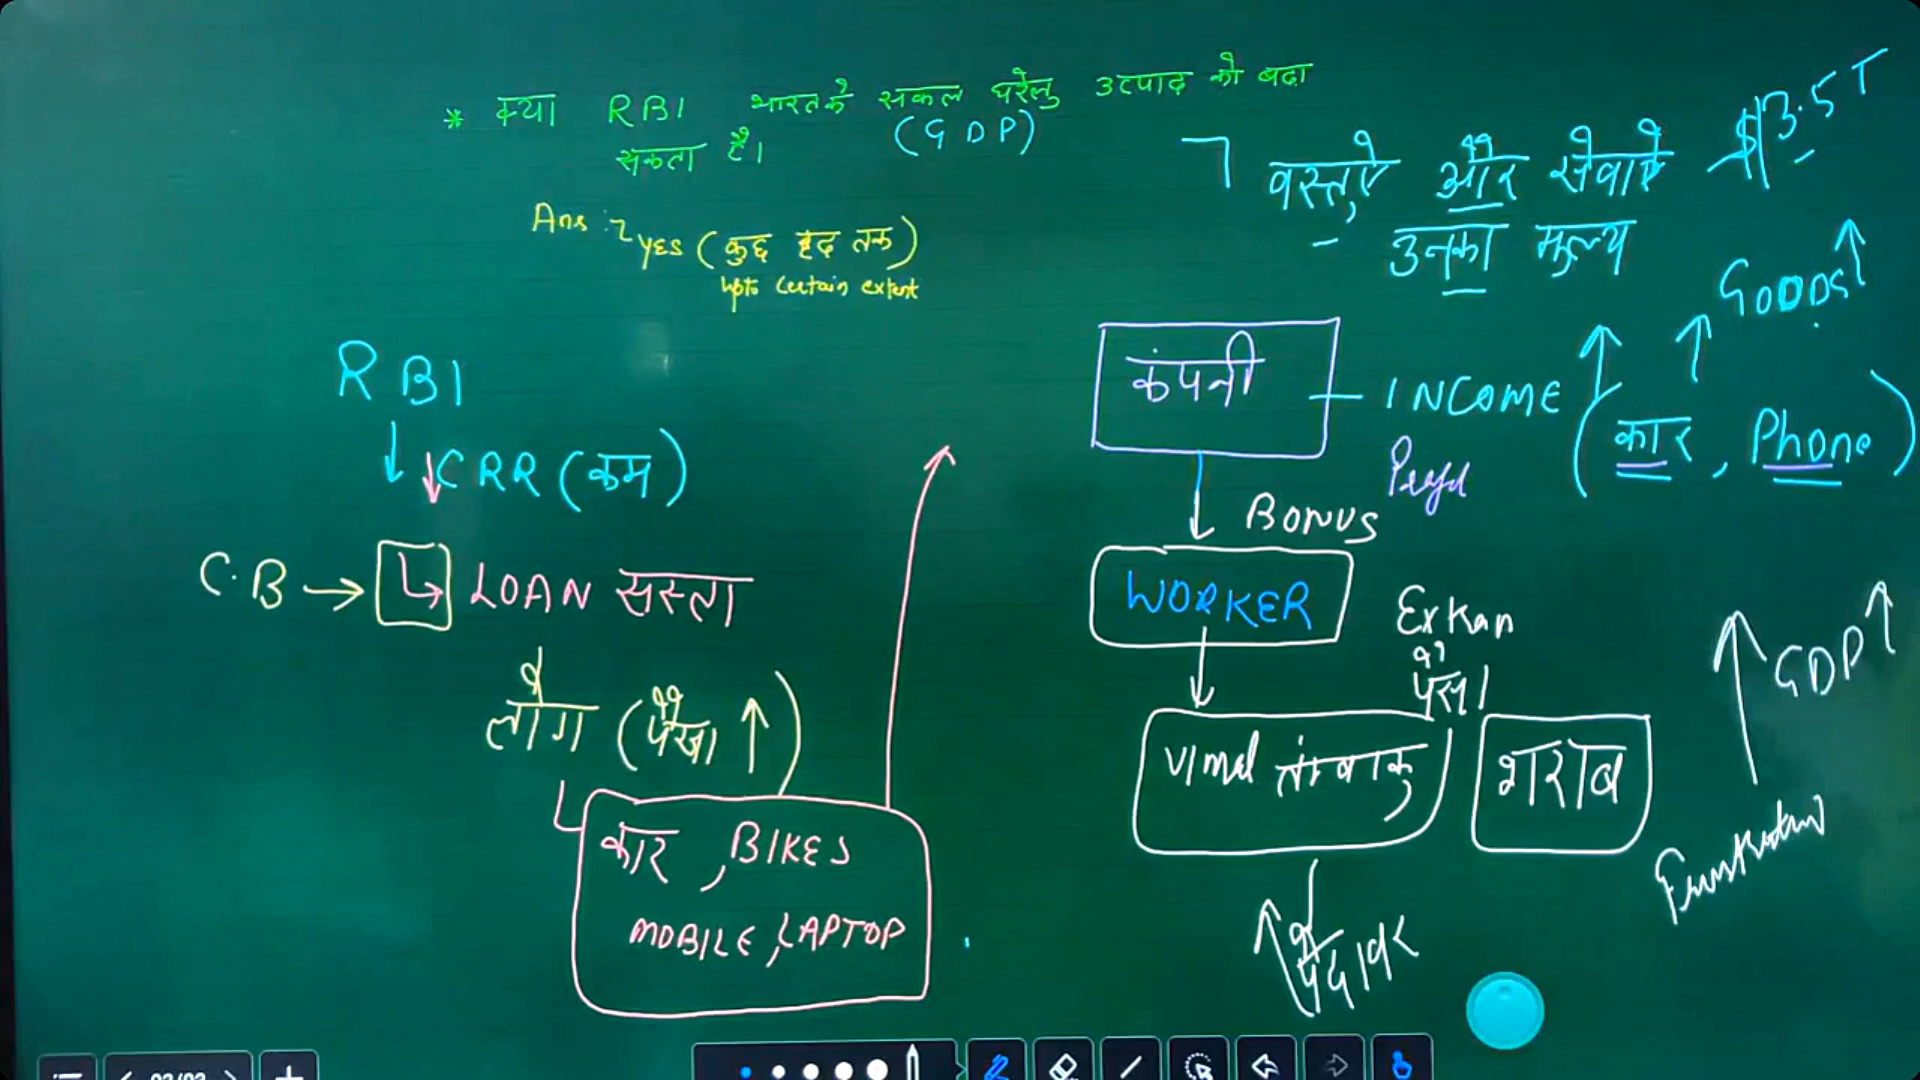 * क्या RBI भारत के सकल घरेलु उत्पाद को बढा
सकता है। (GDP)
Ans :- yes (कुछ हद तक)
upto certain extent
वस्तुऐ और सेवाऐ $3.5T
उनका मूल्य
GOODS ↑
RBI
↓ ↓ CRR (कम)
C.B → ↳ LOAN सस्ता
लोग (पैसा ↑)
कार, BIKES
MOBILE, LAPTOP
कंपनी — INCOME ↑ (कार, Phone) ↑
↓ BONUS
WORKER
↓
पैसा
Vimal तंबाकु
शराब
↑ पैदावार
↑ GDP ↑